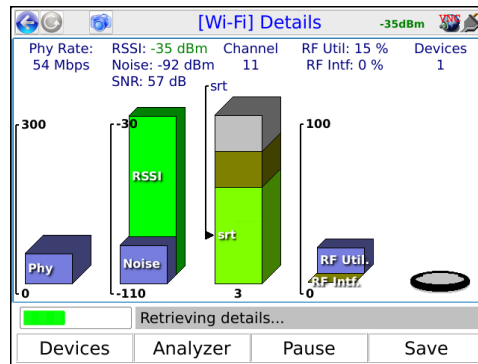 [Wi-Fi] Details
-35dBm
VNC
Phy Rate:
54 Mbps
RSSI: -35 dBm
Noise: -92 dBm
SNR: 57 dB
Channel
11
RF Util: 15 %
RF Intf: 0 %
Devices
1
300
Phy
0
-30
RSSI
Noise
-110
srt
srt
3
100
RF Util.
RF Intf.
0
Retrieving details...
Devices
Analyzer
Pause
Save